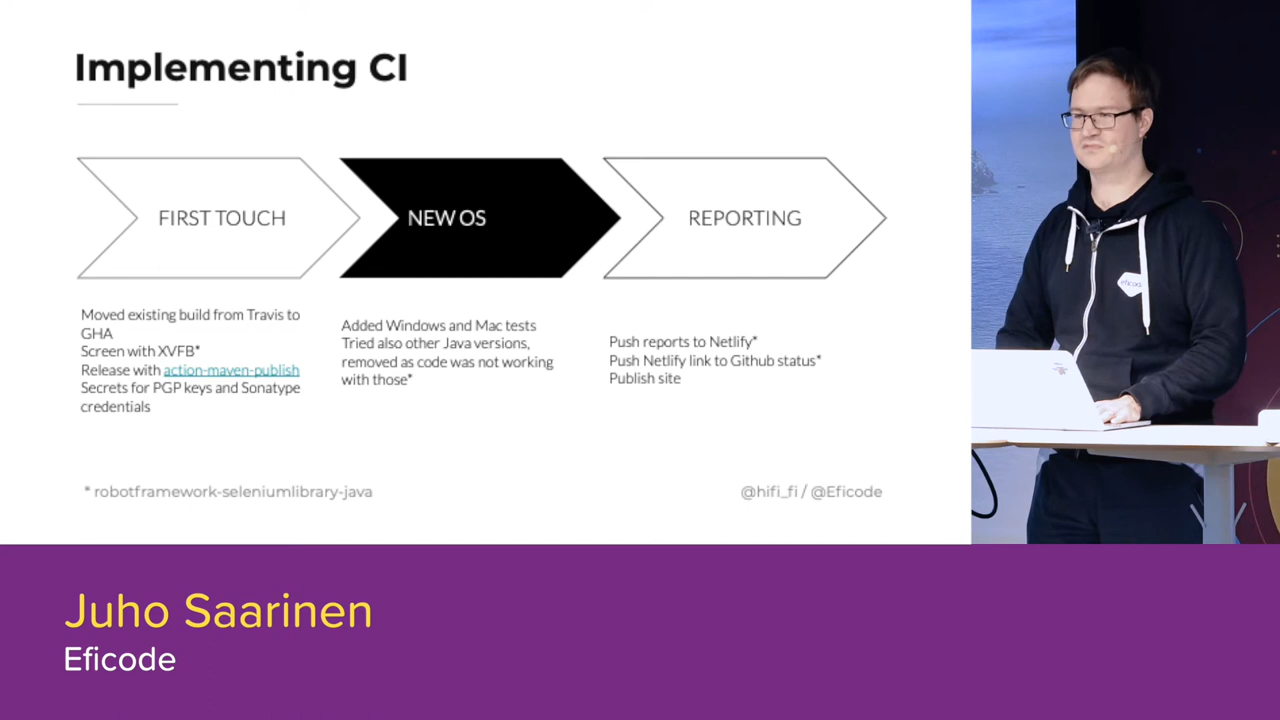 Implementing CI
FIRST TOUCH
NEW OS
REPORTING
Moved existing build from Travis to
GHA
Screen with XVFB*
Release with action-maven-publish
Secrets for PGP keys and Sonatype
credentials
Added Windows and Mac tests
Tried also other Java versions,
removed as code was not working
with those*
Push reports to Netlify*
Push Netlify link to Github status*
Publish site
* robotframework-seleniumlibrary-java
@hifi_fi / @Eficode
eficode
Juho Saarinen
Eficode